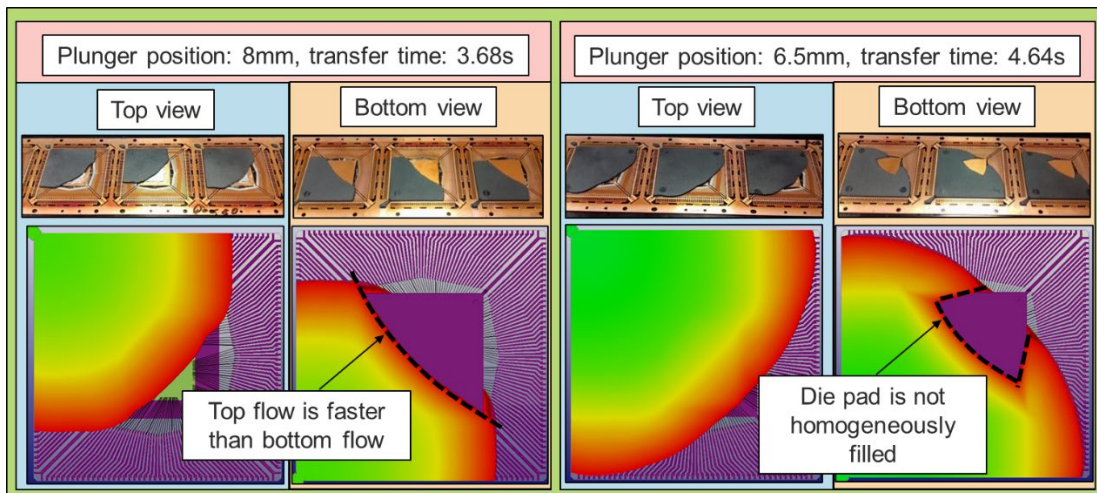 Plunger position: 8mm, transfer time: 3.68s
Top view
Bottom view
Top flow is faster
than bottom flow
Plunger position: 6.5mm, transfer time: 4.64s
Top view
Bottom view
Die pad is not
homogeneously
filled